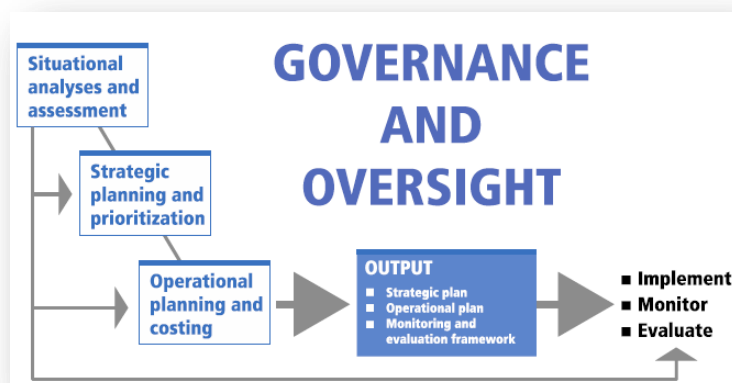 Situational
analyses and
assessment
GOVERNANCE
AND
OVERSIGHT
Strategic
planning and
prioritization
Operational
planning and
costing
OUTPUT
■ Strategic plan
■ Operational plan
■ Monitoring and
evaluation framework
■ Implement
■ Monitor
■ Evaluate